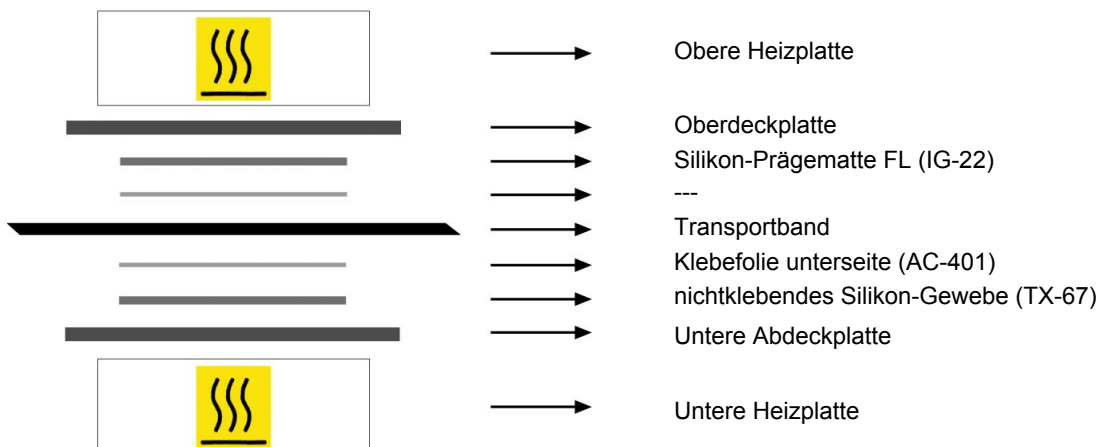 Obere Heizplatte
Oberdeckplatte
Silikon-Prägematte FL (IG-22)
---
Transportband
Klebefolie unterseite (AC-401)
nichtklebendes Silikon-Gewebe (TX-67)
Untere Abdeckplatte
Untere Heizplatte